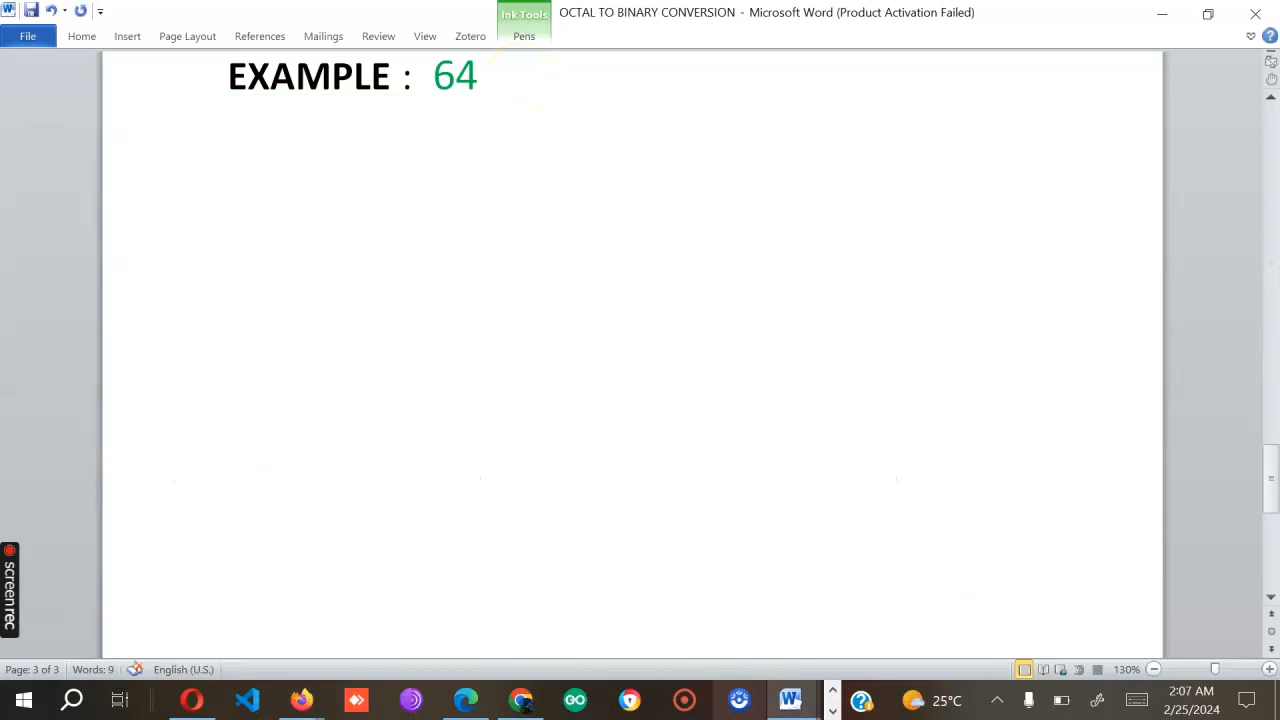 OCTAL TO BINARY CONVERSION - Microsoft Word (Product Activation Failed)
Ink Tools
File Home Insert Page Layout References Mailings Review View Zotero Pens
EXAMPLE : 64
screen rec
Page: 3 of 3 Words: 9 English (U.S.) 130%
25°C
2:07 AM
2/25/2024